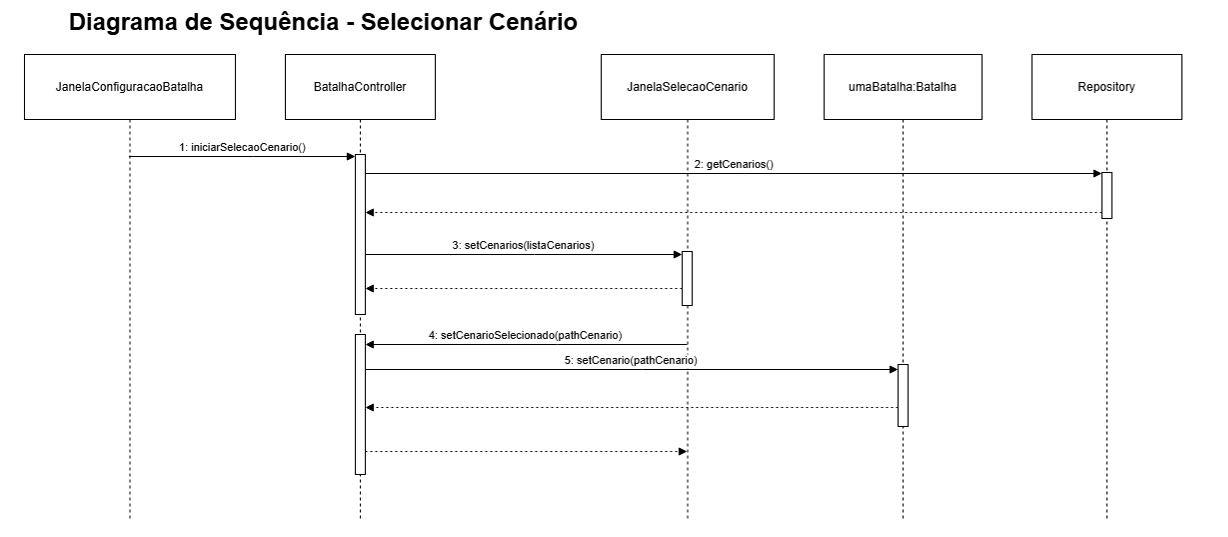 Diagrama de Sequência - Selecionar Cenário
JanelaConfiguracaoBatalha
BatalhaController
JanelaSelecaoCenario
umaBatalha:Batalha
Repository
1: iniciarSelecaoCenario()
2: getCenarios()
3: setCenarios(listaCenarios)
4: setCenarioSelecionado(pathCenario)
5: setCenario(pathCenario)